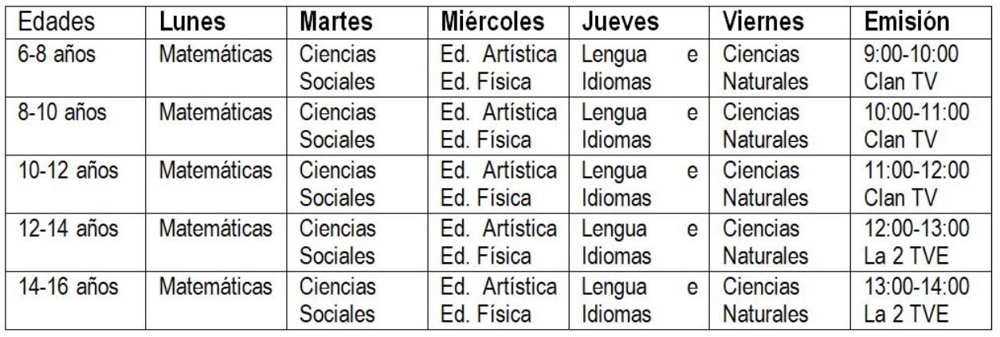 Edades Lunes Martes Miércoles Jueves Viernes Emisión
6-8 años Matemáticas Ciencias Ed. Artística Lengua e Ciencias 9:00-10:00
Sociales Ed. Física Idiomas Naturales Clan TV
8-10 años Matemáticas Ciencias Ed. Artística Lengua e Ciencias 10:00-11:00
Sociales Ed. Física Idiomas Naturales Clan TV
10-12 años Matemáticas Ciencias Ed. Artística Lengua e Ciencias 11:00-12:00
Sociales Ed. Física Idiomas Naturales Clan TV
12-14 años Matemáticas Ciencias Ed. Artística Lengua e Ciencias 12:00-13:00
Sociales Ed. Física Idiomas Naturales La 2 TVE
14-16 años Matemáticas Ciencias Ed. Artística Lengua e Ciencias 13:00-14:00
Sociales Ed. Física Idiomas Naturales La 2 TVE